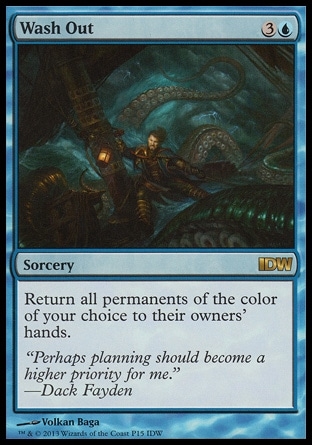 Wash Out 3
Sorcery IDW
Return all permanents of the color
of your choice to their owners'
hands.
"Perhaps planning should become a
higher priority for me."
—Dack Fayden
Volkan Baga
™ & © 2013 Wizards of the Coast P15 IDW